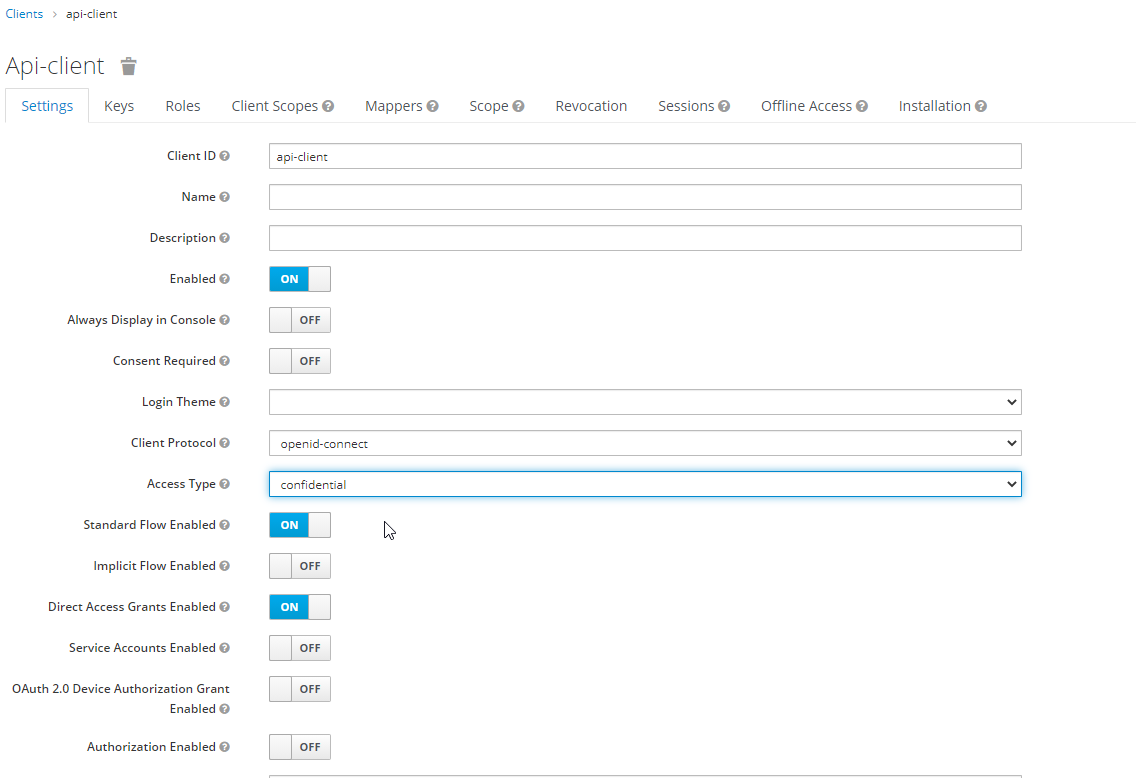 Clients > api-client
Api-client
Settings Keys Roles Client Scopes Mappers Scope Revocation Sessions Offline Access Installation
Client ID api-client
Name
Description
Enabled ON
Always Display in Console OFF
Consent Required OFF
Login Theme
Client Protocol openid-connect
Access Type confidential
Standard Flow Enabled ON
Implicit Flow Enabled OFF
Direct Access Grants Enabled ON
Service Accounts Enabled OFF
OAuth 2.0 Device Authorization Grant
Enabled OFF
Authorization Enabled OFF